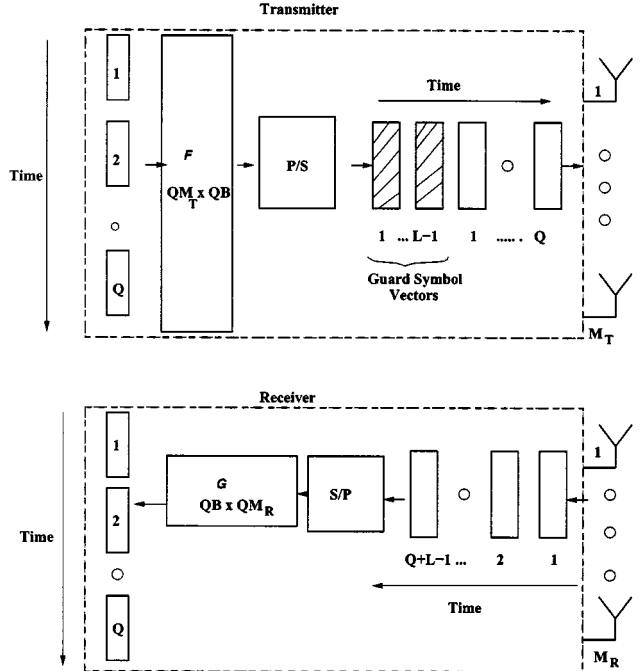 Transmitter
Time
1
2
Q
F
QM_T x QB
P/S
Time
1 ... L−1 1 ..... . Q
Guard Symbol
Vectors
1
M_T
Receiver
Time
1
2
Q
G
QB x QM_R
S/P
Q+L−1 ... 2 1
Time
1
M_R